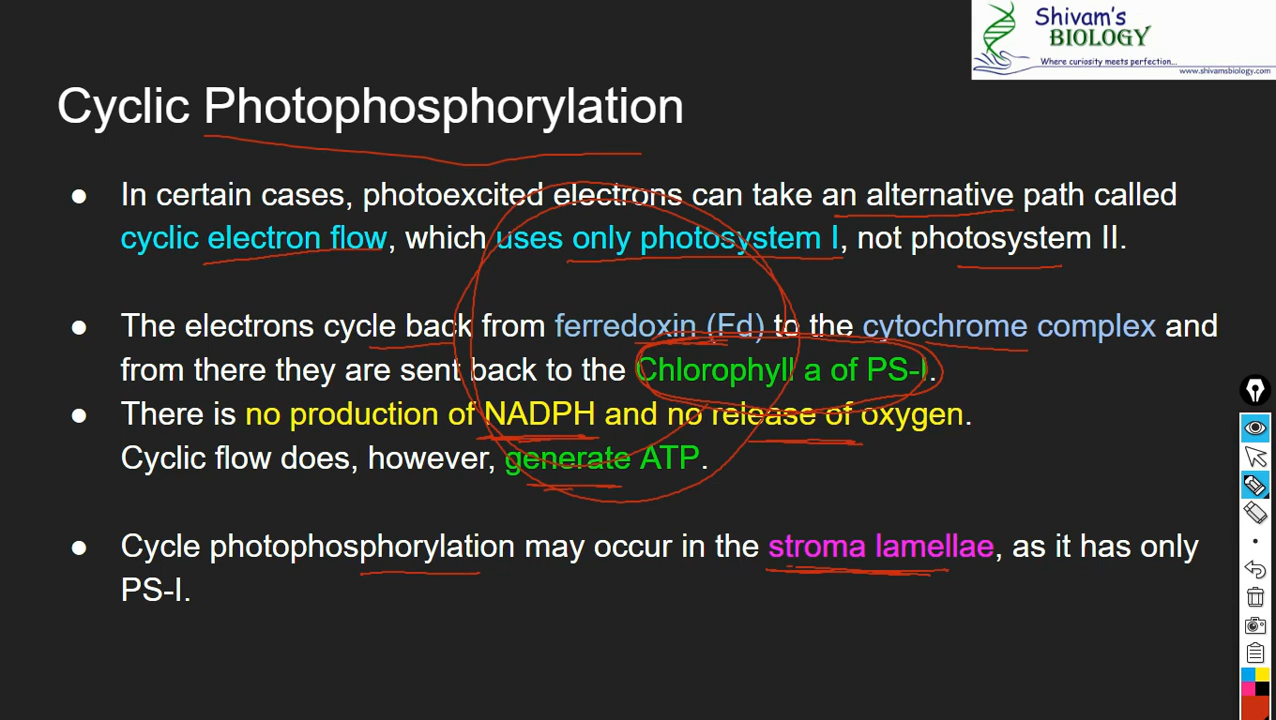 Shivam's
BIOLOGY
Where curiosity meets perfection...
www.shivamsbiology.com
Cyclic Photophosphorylation
● In certain cases, photoexcited electrons can take an alternative path called
cyclic electron flow, which uses only photosystem I, not photosystem II.
● The electrons cycle back from ferredoxin (Fd) to the cytochrome complex and
from there they are sent back to the Chlorophyll a of PS-I.
● There is no production of NADPH and no release of oxygen.
Cyclic flow does, however, generate ATP.
● Cycle photophosphorylation may occur in the stroma lamellae, as it has only
PS-I.